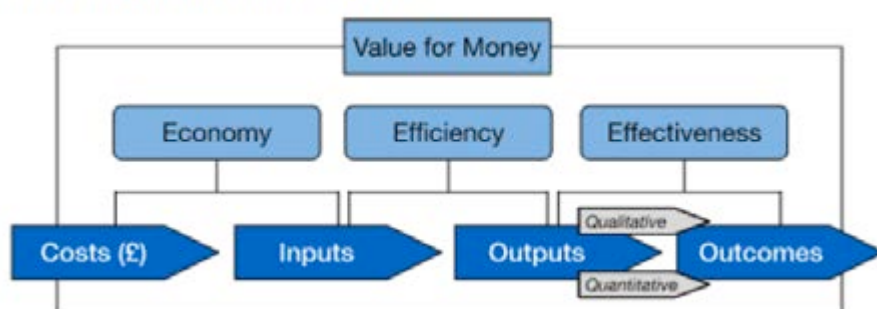 Value for Money
Economy
Efficiency
Effectiveness
Qualitative
Costs (£)
Inputs
Outputs
Outcomes
Quantitative